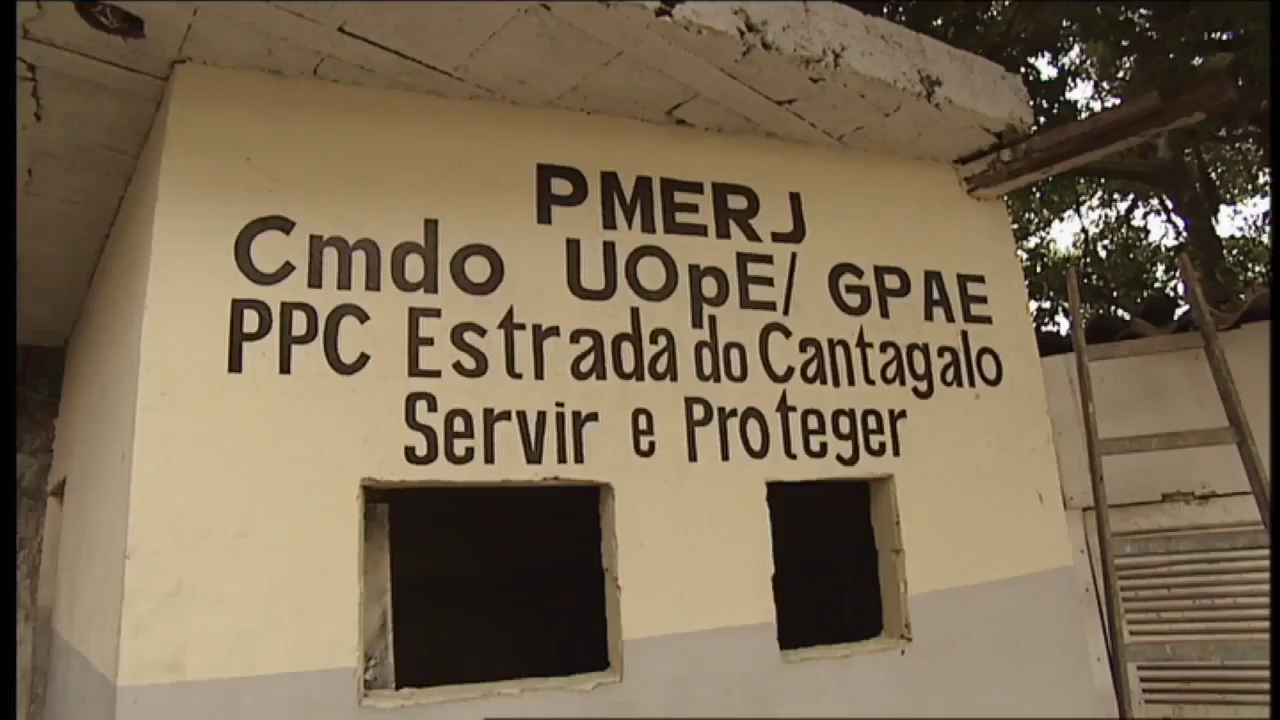 PMERJ
Cmdo UOpE/ GPAE
PPC Estrada do Cantagalo
Servir e Proteger